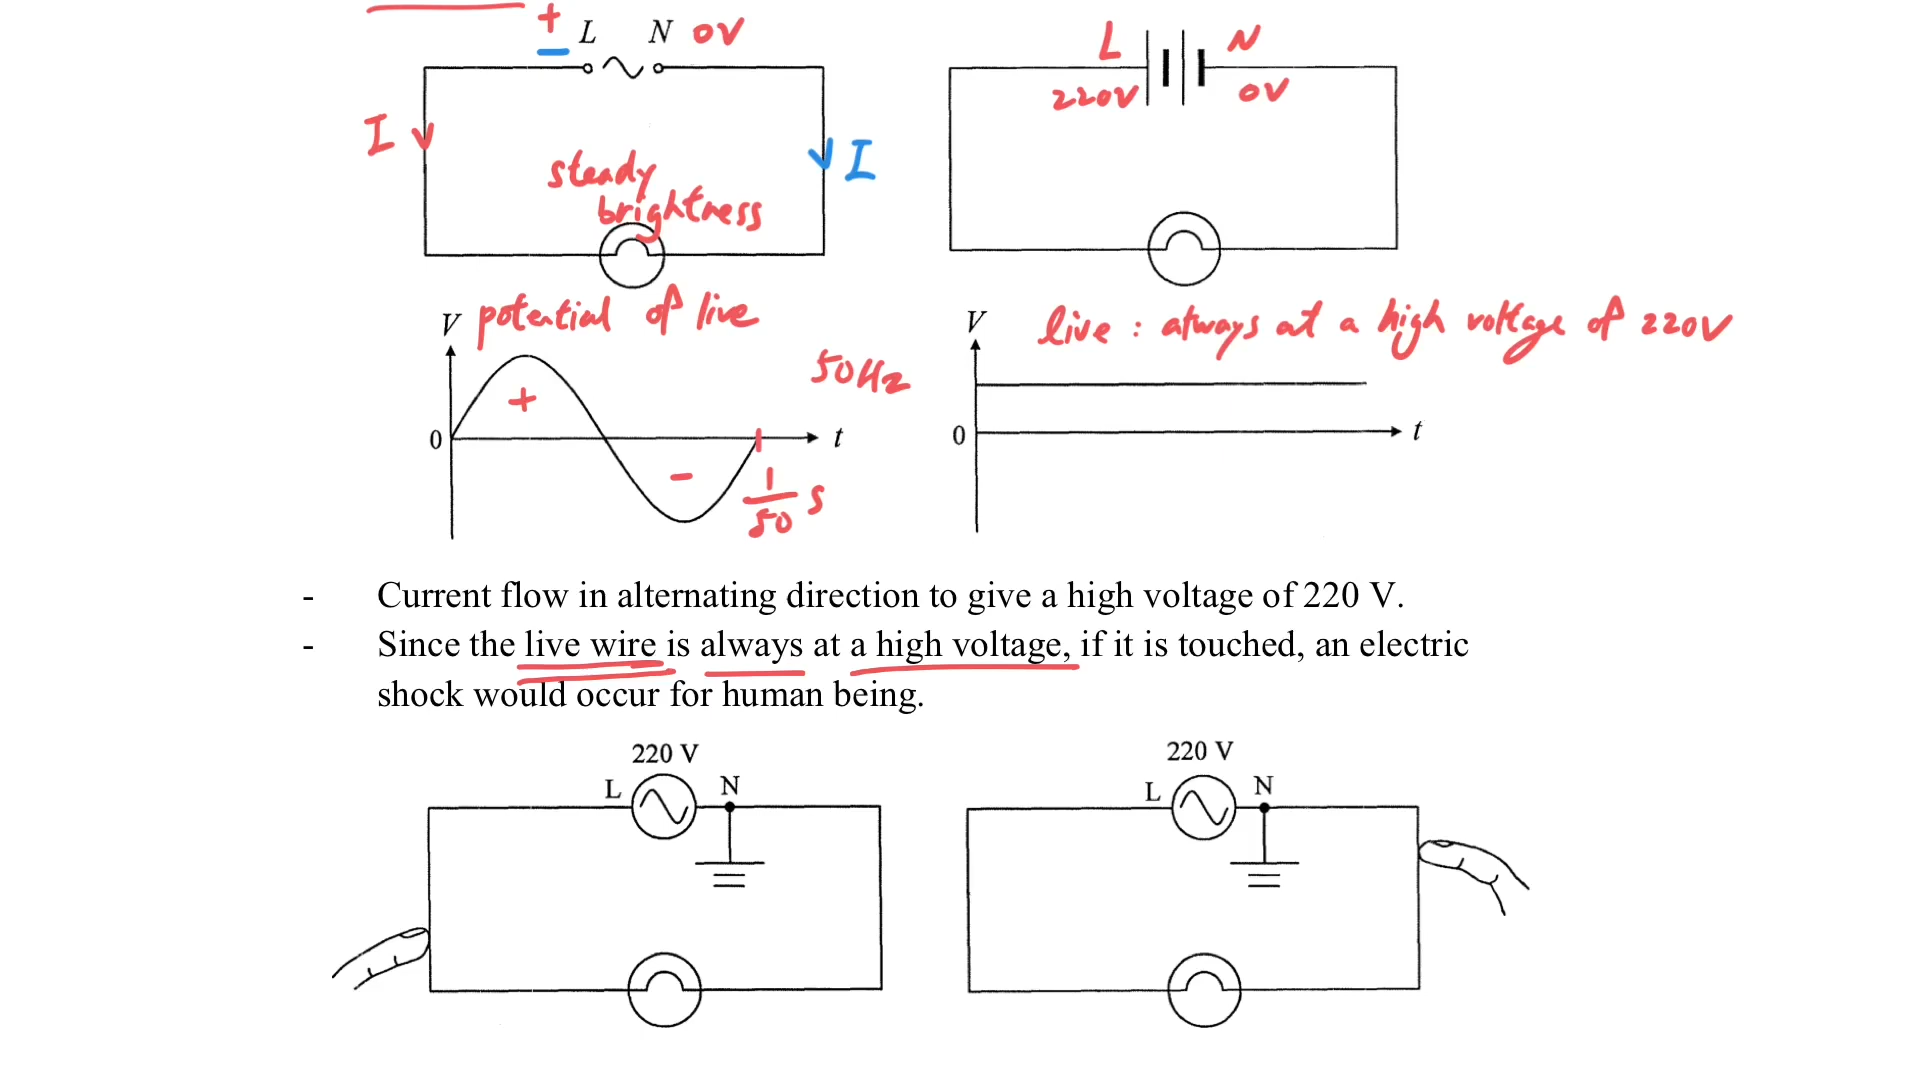 + L N 0V
L N
220V 0V
I
I
steady
brightness
V potential of live
V live : always at a high voltage of 220V
50Hz
+
0 t
0 t
-
1/50 s
- Current flow in alternating direction to give a high voltage of 220 V.
- Since the live wire is always at a high voltage, if it is touched, an electric
shock would occur for human being.
220 V
L N
220 V
L N